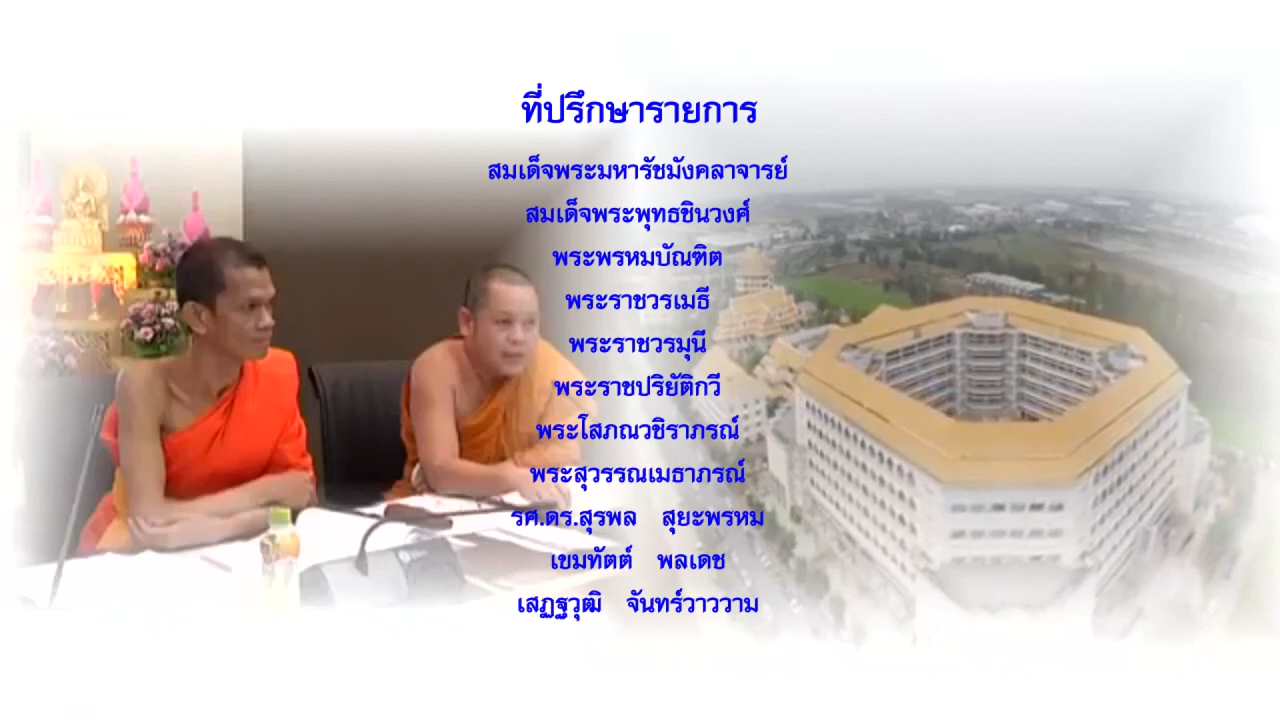 ที่ปรึกษารายการ
สมเด็จพระมหารัชมังคลาจารย์
สมเด็จพระพุทธชินวงศ์
พระพรหมบัณฑิต
พระราชวรเมธี
พระราชวรมุนี
พระราชปริยัติกวี
พระโสภณวชิราภรณ์
พระสุวรรณเมธาภรณ์
รศ.ดร.สุรพล สุยะพรหม
เขมทัตต์ พลเดช
เสฏฐวุฒิ จันทร์วาววาม